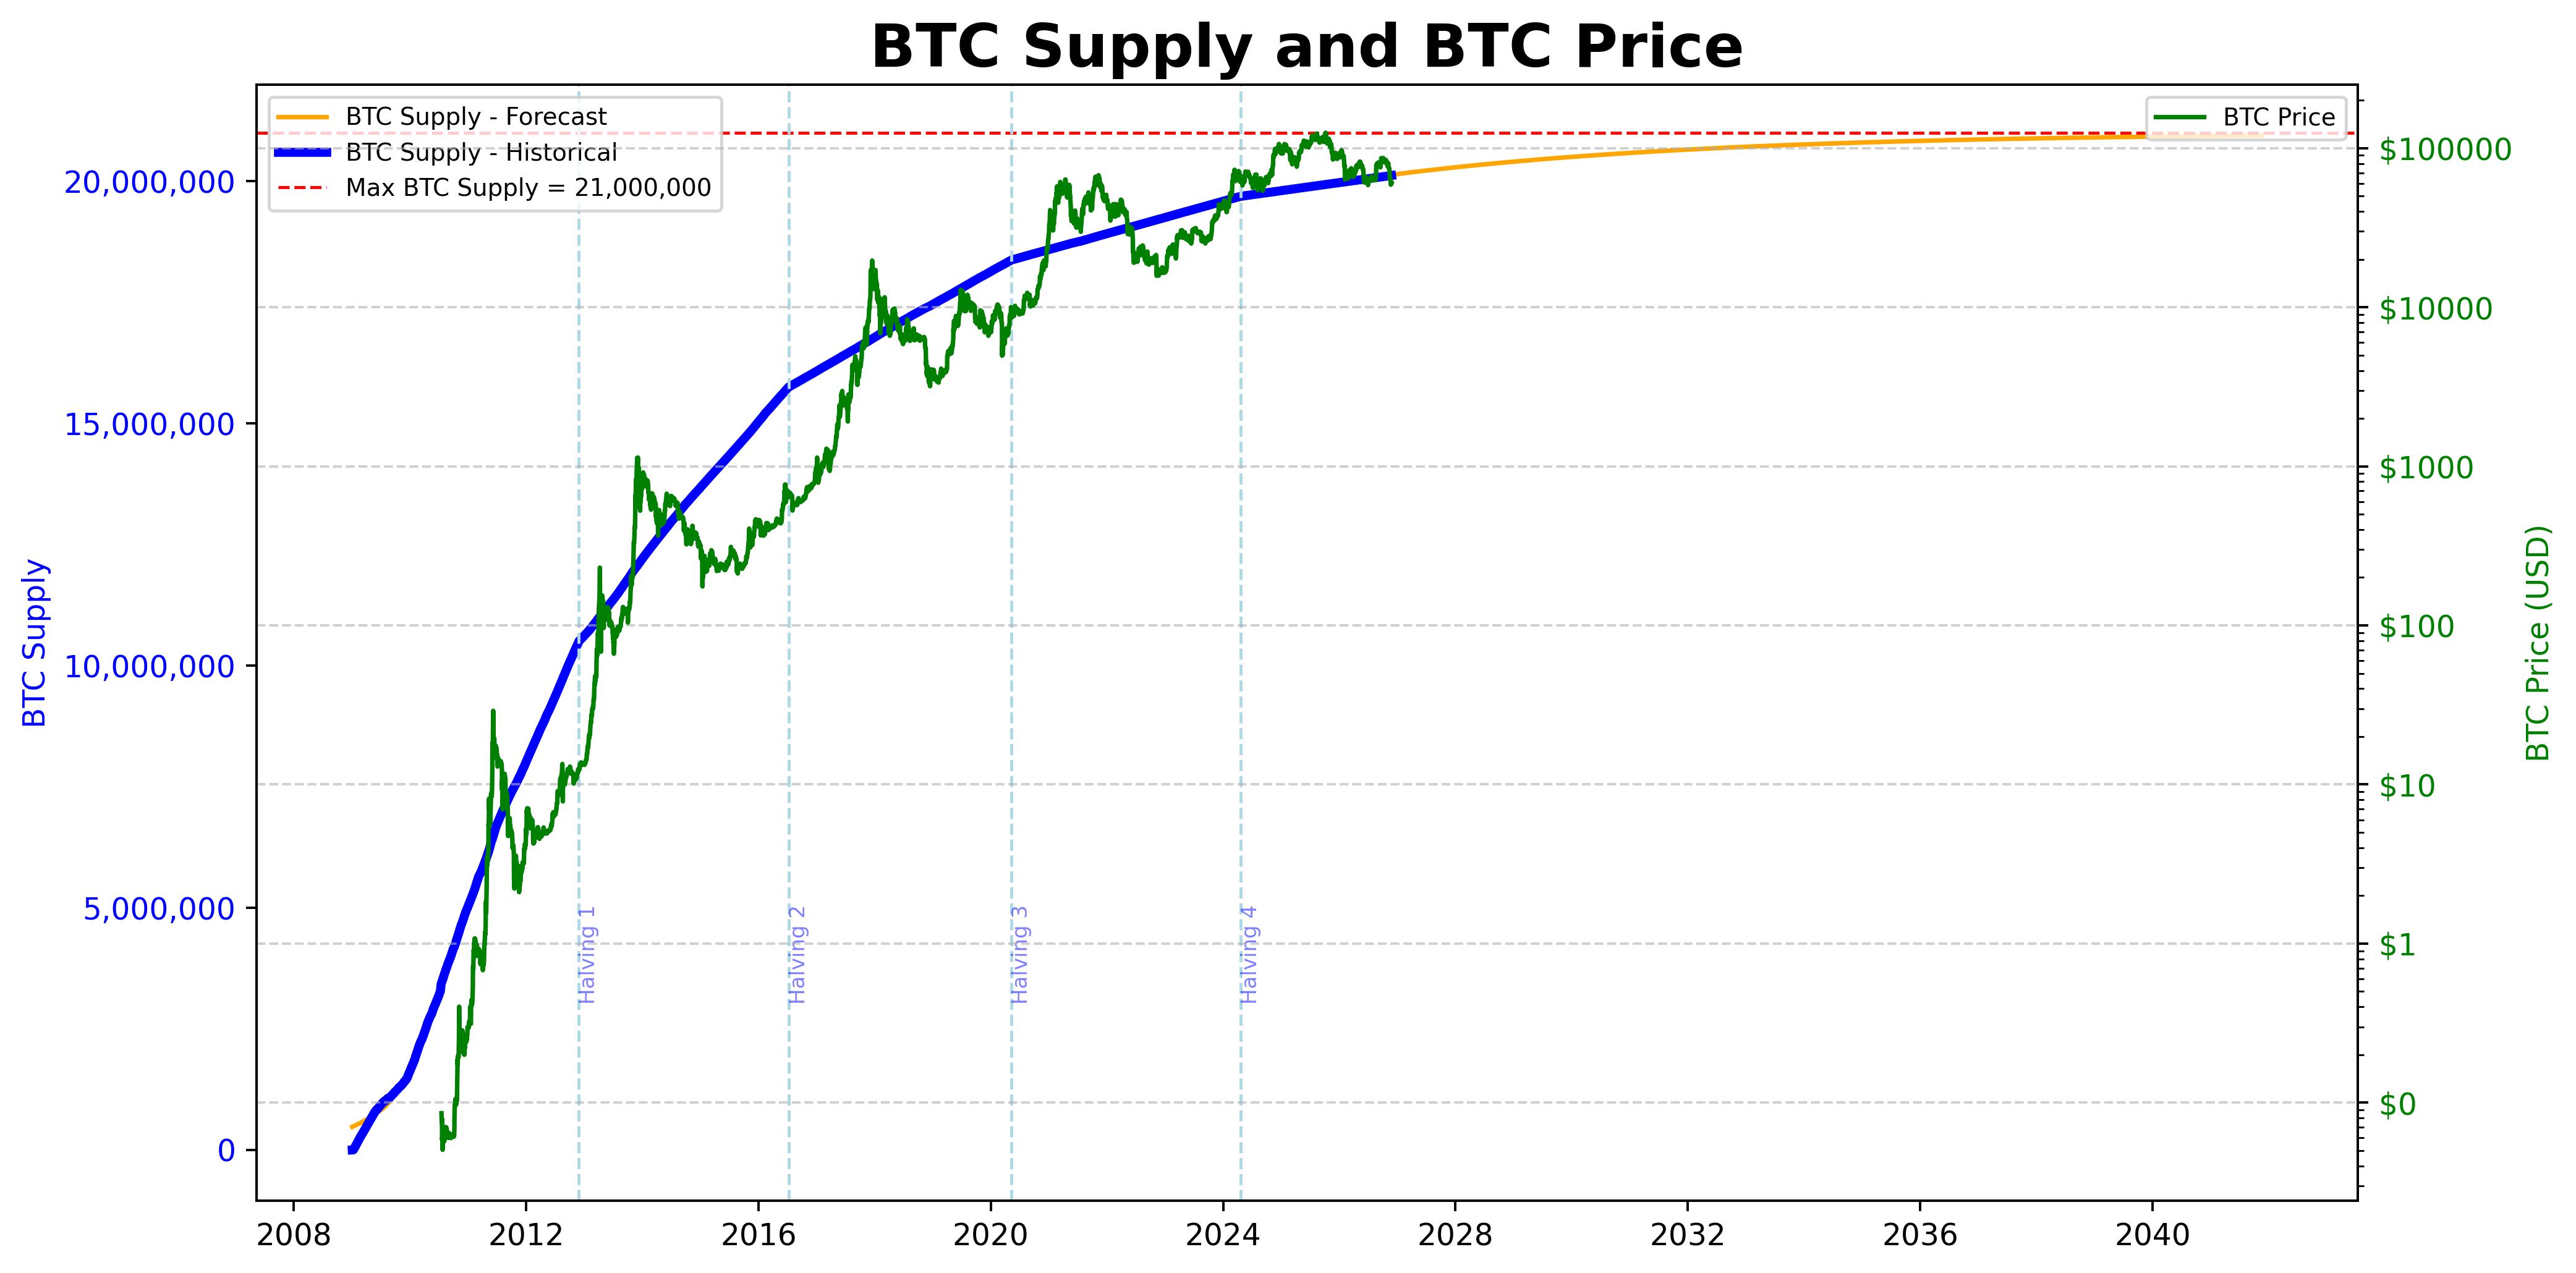 BTC Supply and BTC Price
BTC Supply - Forecast
BTC Supply - Historical
Max BTC Supply = 21,000,000
BTC Price
20,000,000
15,000,000
10,000,000
5,000,000
0
BTC Supply
$100000
$10000
$1000
$100
$10
$1
$0
BTC Price (USD)
Halving 1
Halving 2
Halving 3
Halving 4
2008 2012 2016 2020 2024 2028 2032 2036 2040